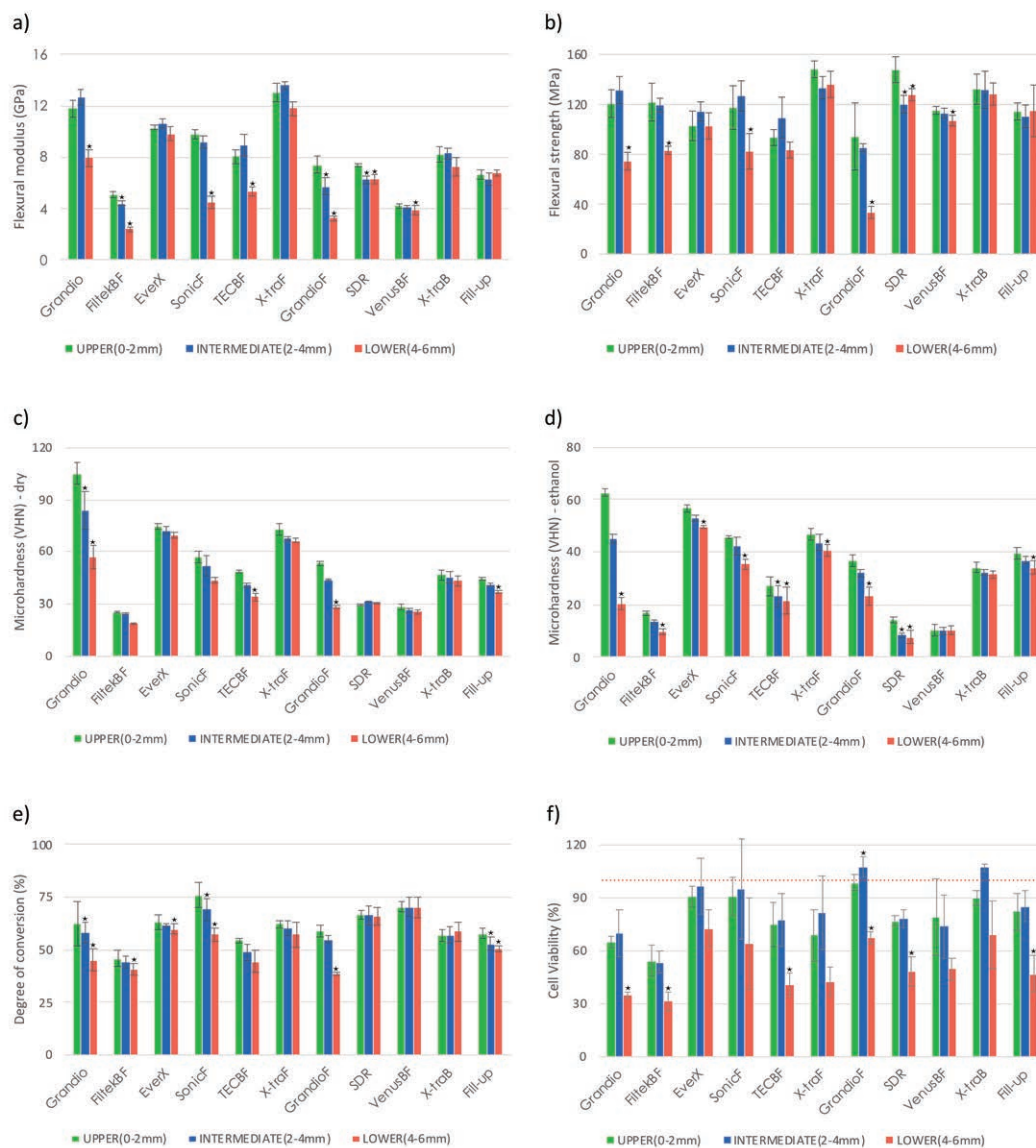 a)
Flexural modulus (GPa)
16
12
8
4
0
Grandio
FiltekBF
EverX
SonicF
TECBF
X-traF
GrandioF
SDR
VenusBF
X-traB
Fill-up
UPPER(0-2mm) INTERMEDIATE(2-4mm) LOWER(4-6mm)
b)
Flexural strength (MPa)
160
120
80
40
0
Grandio
FiltekBF
EverX
SonicF
TECBF
X-traF
GrandioF
SDR
VenusBF
X-traB
Fill-up
UPPER(0-2mm) INTERMEDIATE(2-4mm) LOWER(4-6mm)
c)
Microhardness (VHN) - dry
120
90
60
30
0
Grandio
FiltekBF
EverX
SonicF
TECBF
X-traF
GrandioF
SDR
VenusBF
X-traB
Fill-up
UPPER(0-2mm) INTERMEDIATE(2-4mm) LOWER(4-6mm)
d)
Microhardness (VHN) - ethanol
80
60
40
20
0
Grandio
FiltekBF
EverX
SonicF
TECBF
X-traF
GrandioF
SDR
VenusBF
X-traB
Fill-up
UPPER(0-2mm) INTERMEDIATE(2-4mm) LOWER(4-6mm)
e)
Degree of conversion (%)
100
75
50
25
0
Grandio
FiltekBF
EverX
SonicF
TECBF
X-traF
GrandioF
SDR
VenusBF
X-traB
Fill-up
UPPER(0-2mm) INTERMEDIATE(2-4mm) LOWER(4-6mm)
f)
Cell Viability (%)
120
90
60
30
0
Grandio
FiltekBF
EverX
SonicF
TECBF
X-traF
GrandioF
SDR
VenusBF
X-traB
Fill-up
UPPER(0-2mm) INTERMEDIATE(2-4mm) LOWER(4-6mm)